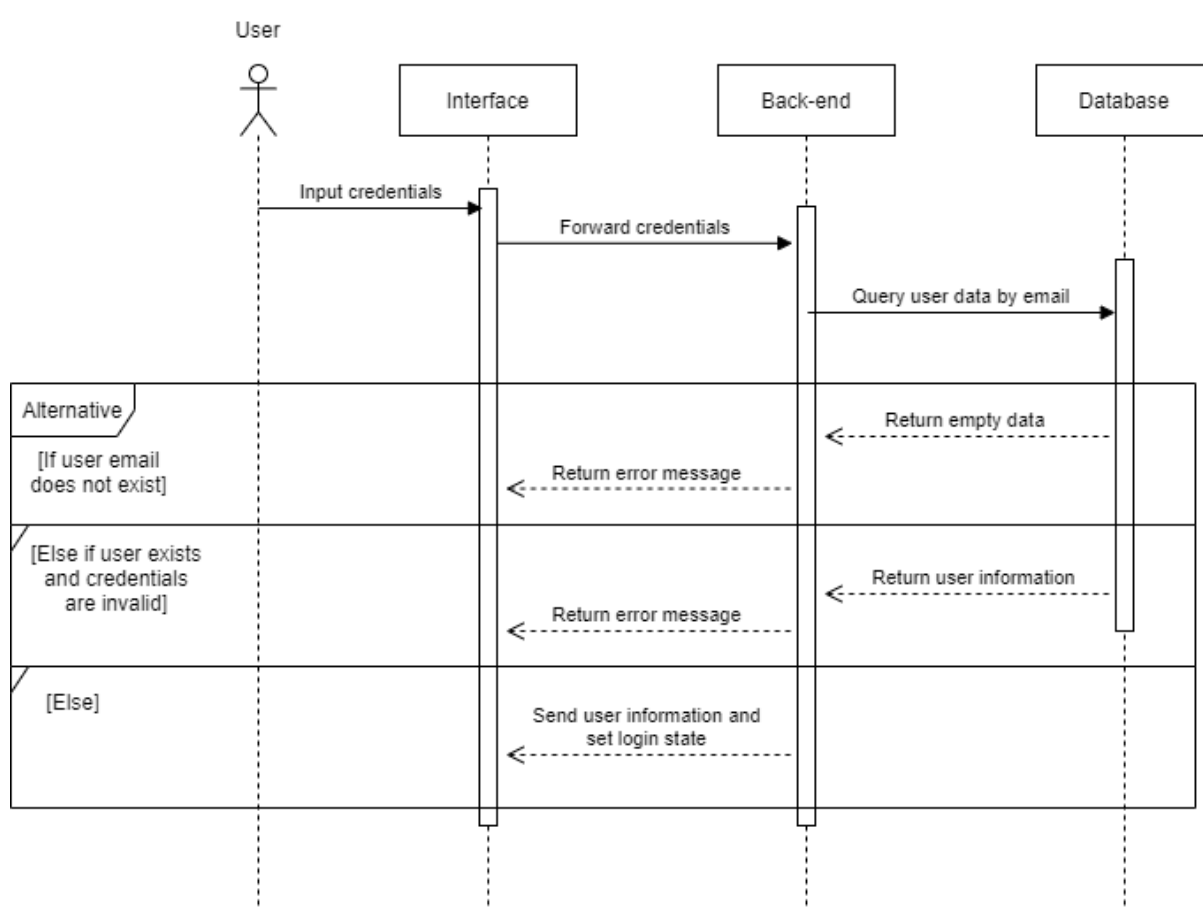 User
Interface
Back-end
Database
Input credentials
Forward credentials
Query user data by email
Alternative
Return empty data
[If user email
does not exist]
Return error message
[Else if user exists
and credentials
are invalid]
Return user information
Return error message
[Else]
Send user information and
set login state